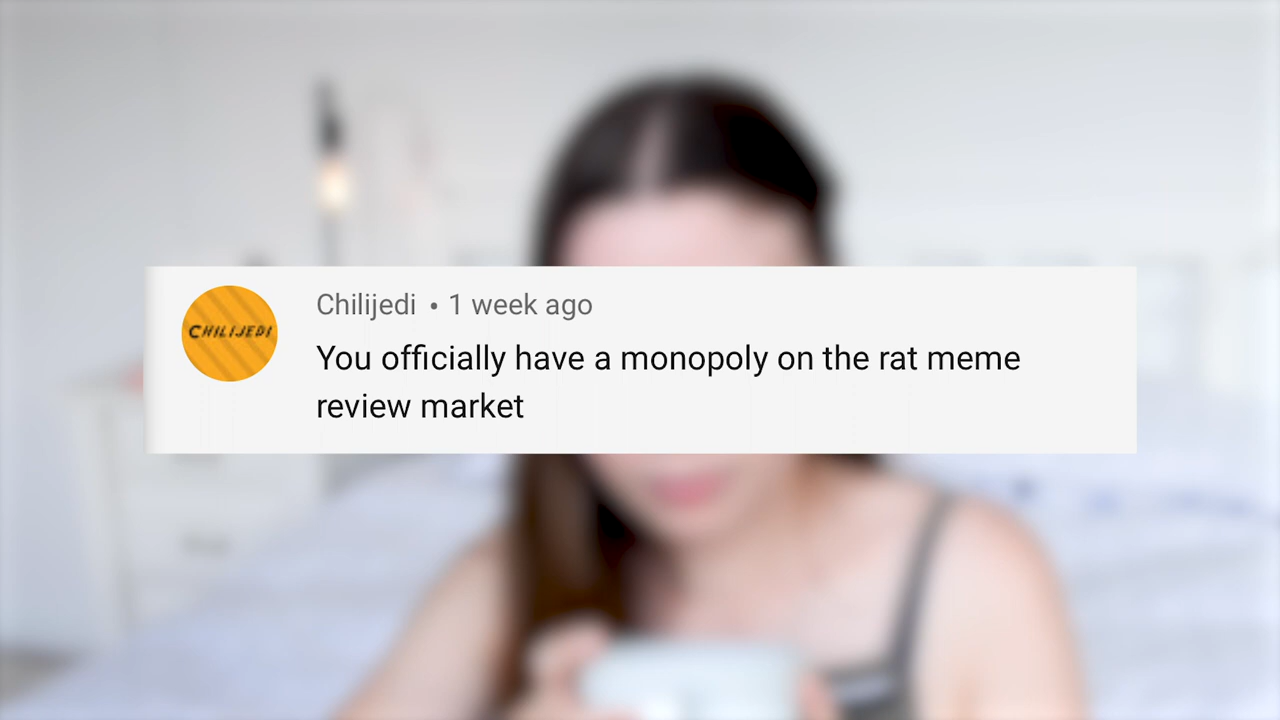 CHILIJEDI
Chilijedi • 1 week ago
You officially have a monopoly on the rat meme
review market